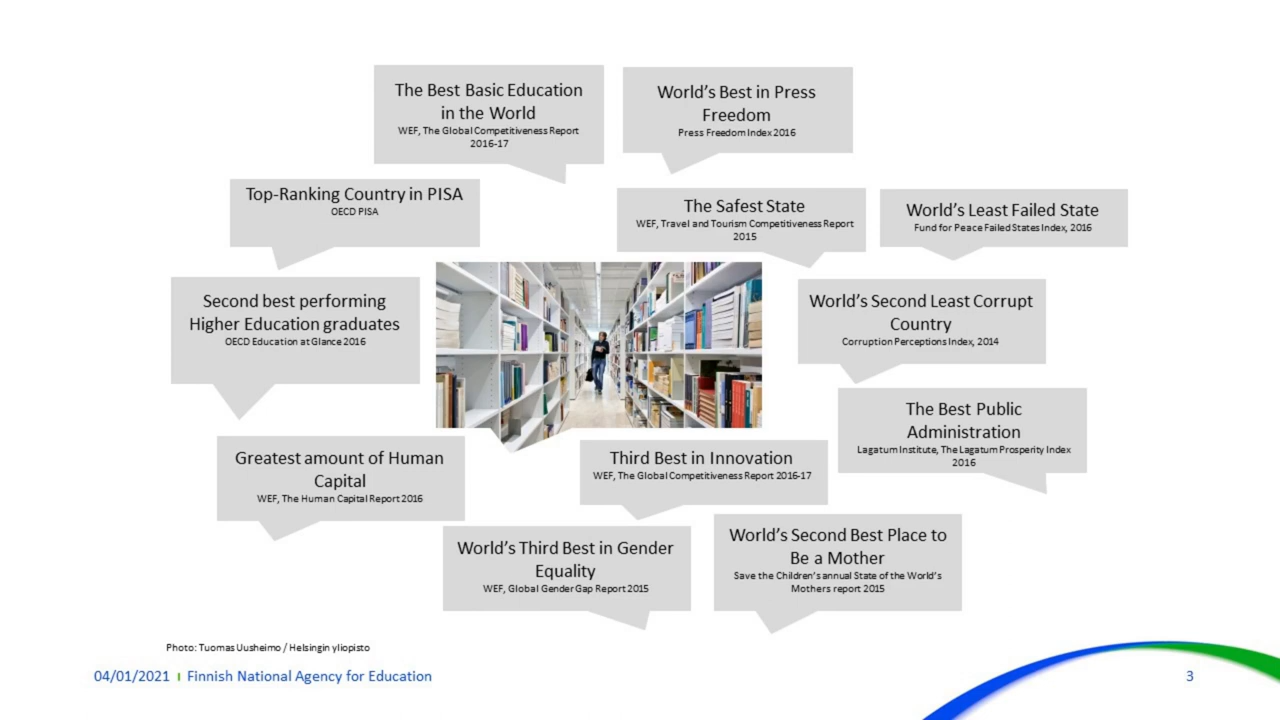 The Best Basic Education
in the World
WEF, The Global Competitiveness Report
2016-17
World's Best in Press
Freedom
Press Freedom Index 2016
Top-Ranking Country in PISA
OECD PISA
The Safest State
WEF, Travel and Tourism Competitiveness Report
2015
World's Least Failed State
Fund for Peace Failed States Index, 2016
Second best performing
Higher Education graduates
OECD Education at Glance 2016
World's Second Least Corrupt
Country
Corruption Perceptions Index, 2014
The Best Public
Administration
Lagatum Institute, The Lagatum Prosperity Index
2016
Greatest amount of Human
Capital
WEF, The Human Capital Report 2016
Third Best in Innovation
WEF, The Global Competitiveness Report 2016-17
World's Third Best in Gender
Equality
WEF, Global Gender Gap Report 2015
World's Second Best Place to
Be a Mother
Save the Children's annual State of the World's
Mothers report 2015
Photo: Tuomas Uusheimo / Helsingin yliopisto
04/01/2021 Finnish National Agency for Education
3